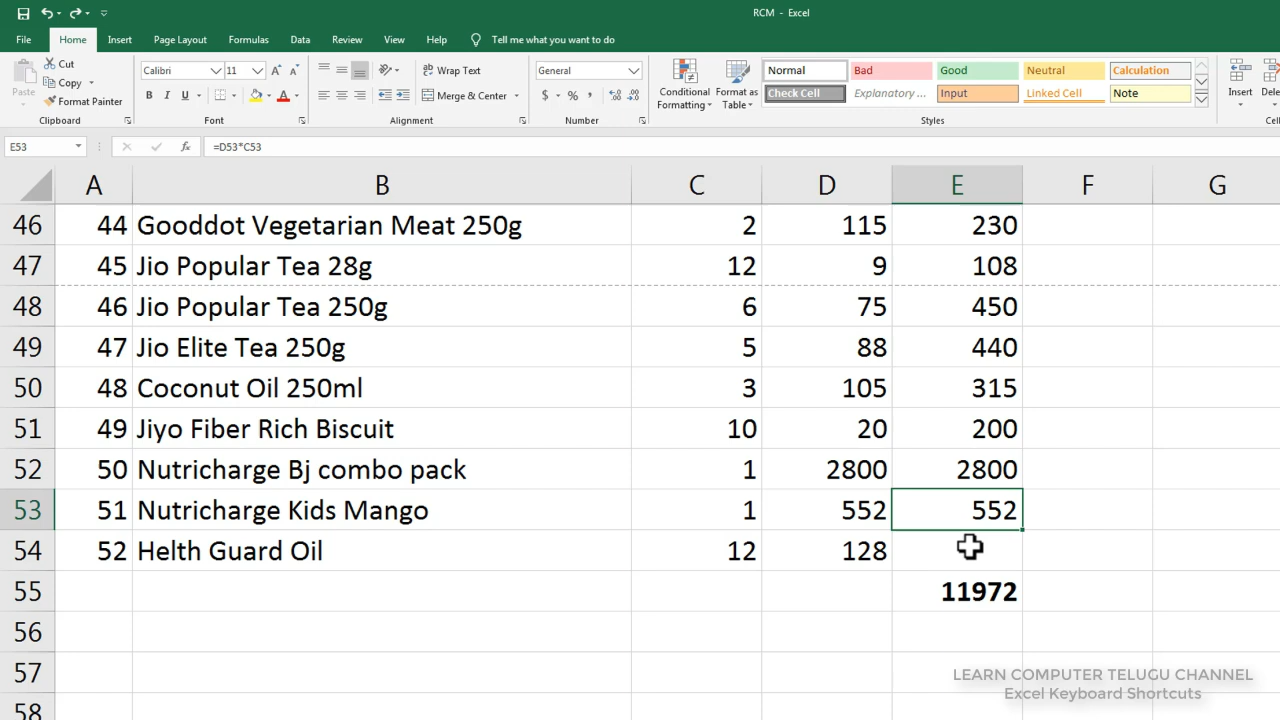 RCM - Excel
File Home Insert Page Layout Formulas Data Review View Help Tell me what you want to do
Paste Cut Copy Format Painter Clipboard
Calibri 11 B I U A Font
Wrap Text Merge & Center Alignment
General $ % , Number
Conditional Formatting Format as Table
Normal Bad Good Neutral Calculation
Check Cell Explanatory ... Input Linked Cell Note
Styles
Insert
E53 fx =D53*C53
A B C D E F G
46 44 Gooddot Vegetarian Meat 250g 2 115 230
47 45 Jio Popular Tea 28g 12 9 108
48 46 Jio Popular Tea 250g 6 75 450
49 47 Jio Elite Tea 250g 5 88 440
50 48 Coconut Oil 250ml 3 105 315
51 49 Jiyo Fiber Rich Biscuit 10 20 200
52 50 Nutricharge Bj combo pack 1 2800 2800
53 51 Nutricharge Kids Mango 1 552 552
54 52 Helth Guard Oil 12 128
55 11972
56
57
58
LEARN COMPUTER TELUGU CHANNEL
Excel Keyboard Shortcuts